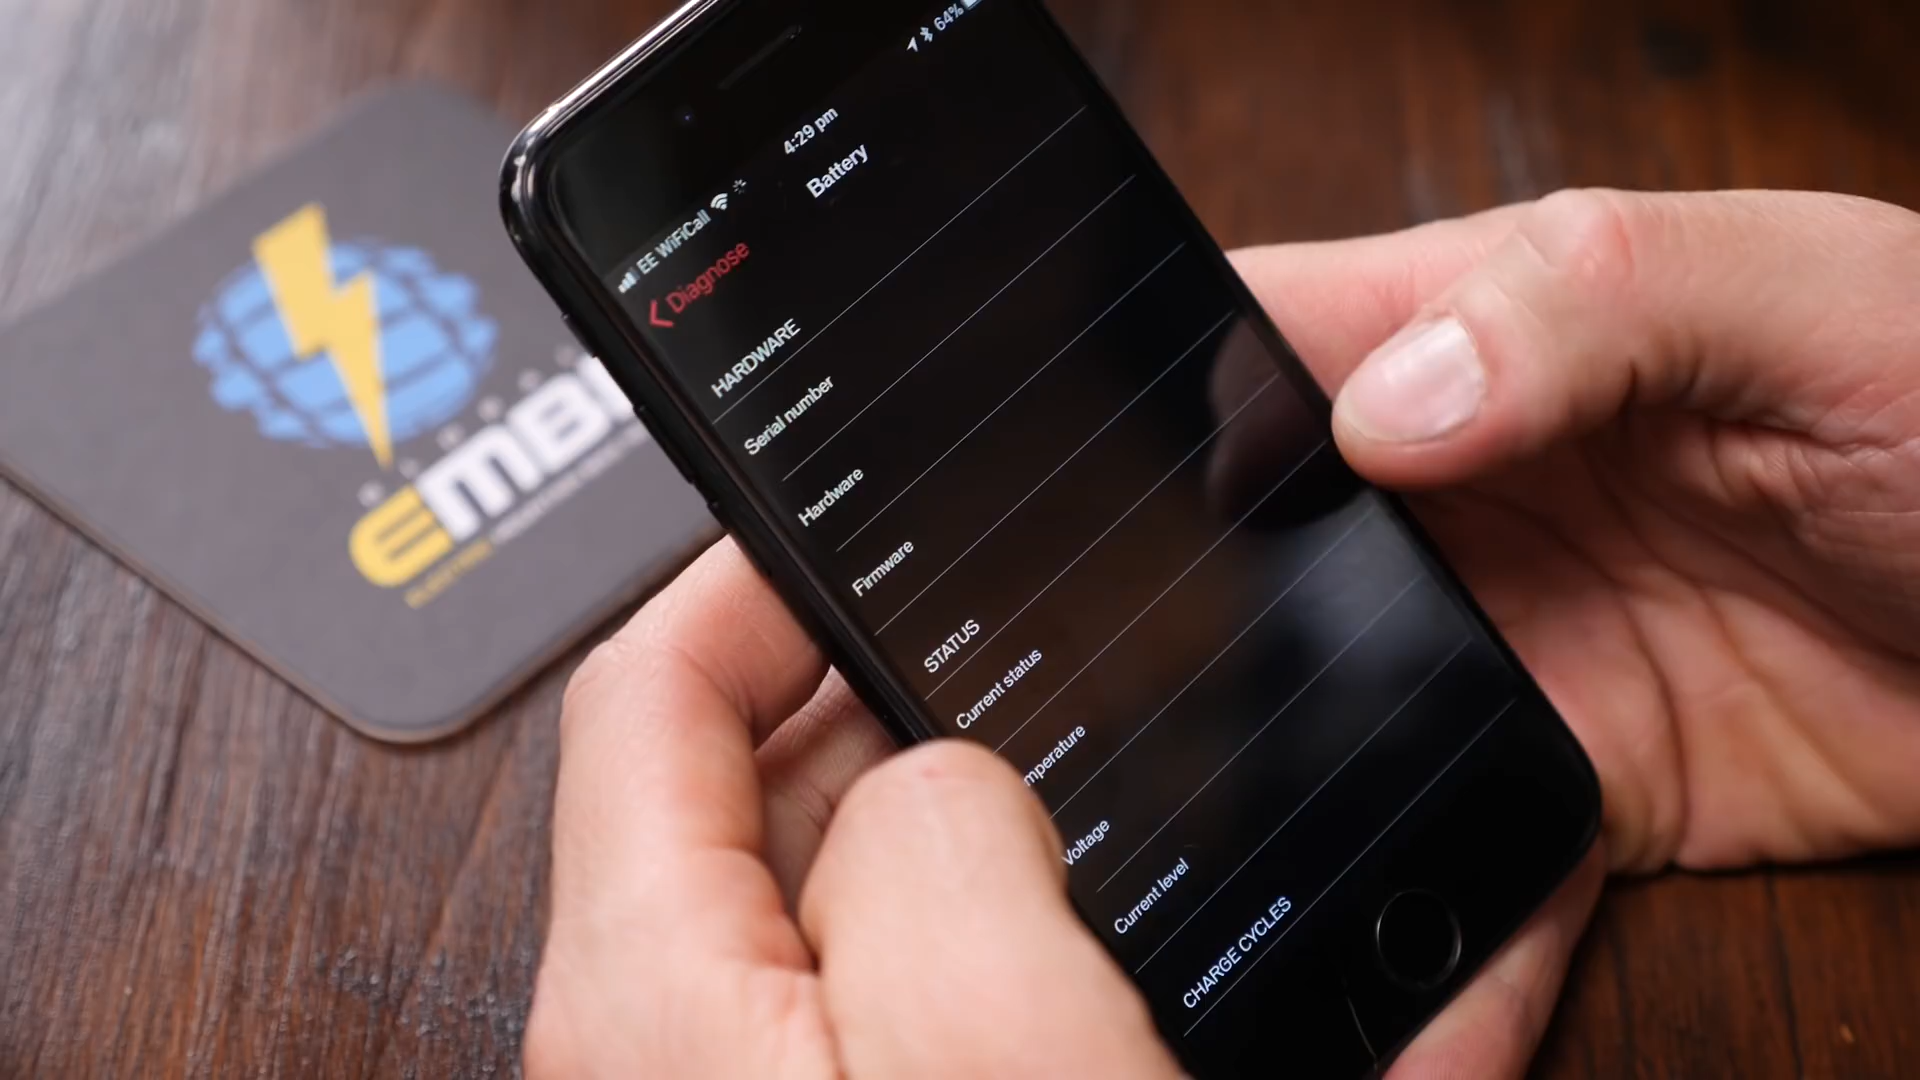 EE WiFiCall
4:29 pm
64%
Diagnose
Battery
HARDWARE
Serial number
Hardware
Firmware
STATUS
Current status
mperature
Voltage
Current level
CHARGE CYCLES
emB